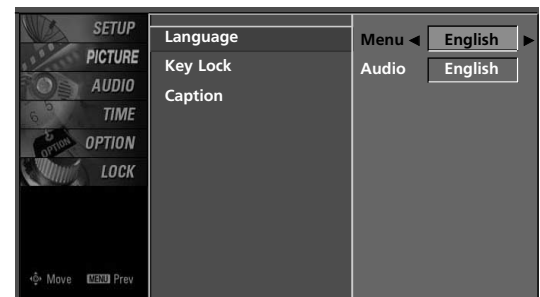 SETUP
PICTURE
AUDIO
TIME
OPTION
LOCK
Move MENU Prev
Language
Key Lock
Caption
Menu ◀ English ▶
Audio English